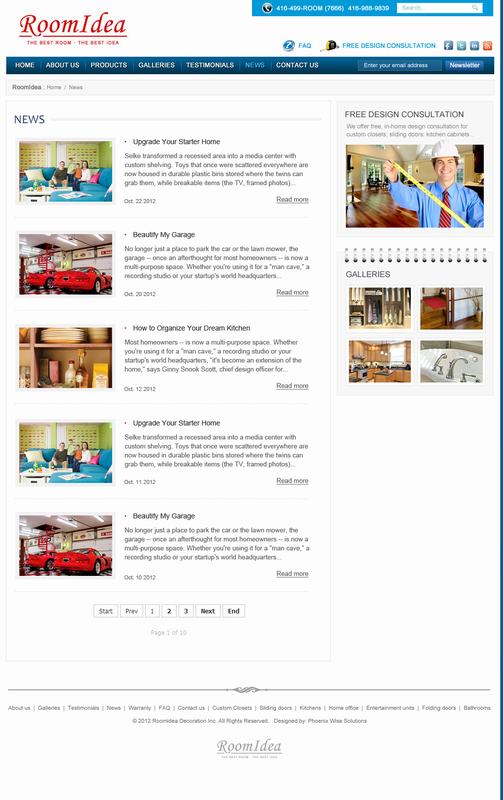 416-499-ROOM (7666)  416-988-9839
Search...
RoomIdea
THE BEST ROOM - THE BEST IDEA
FAQ
FREE DESIGN CONSULTATION
HOME
ABOUT US
PRODUCTS
GALLERIES
TESTIMONIALS
NEWS
CONTACT US
Enter your email address
Newsletter
RoomIdea : Home / News
NEWS
• Upgrade Your Starter Home
Selke transformed a recessed area into a media center with
custom shelving. Toys that once were scattered everywhere are
now housed in durable plastic bins stored where the twins can
grab them, while breakable items (the TV, framed photos)...
Oct. 22 2012
Read more
• Beautify My Garage
No longer just a place to park the car or the lawn mower, the
garage -- once an afterthought for most homeowners -- is now a
multi-purpose space. Whether you're using it for a "man cave," a
recording studio or your startup's world headquarters...
Oct. 20 2012
Read more
• How to Organize Your Dream Kitchen
Most homeowners -- is now a multi-purpose space. Whether
you're using it for a "man cave," a recording studio or your
startup's world headquarters, "it's become an extension of the
home," says Ginny Snook Scott, chief design officer for...
Oct. 12 2012
Read more
• Upgrade Your Starter Home
Selke transformed a recessed area into a media center with
custom shelving. Toys that once were scattered everywhere are
now housed in durable plastic bins stored where the twins can
grab them, while breakable items (the TV, framed photos)...
Oct. 11 2012
Read more
• Beautify My Garage
No longer just a place to park the car or the lawn mower, the
garage -- once an afterthought for most homeowners -- is now a
multi-purpose space. Whether you're using it for a "man cave," a
recording studio or your startup's world headquarters...
Oct. 10 2012
Read more
Start Prev 1 2 3 Next End
Page 1 of 10
FREE DESIGN CONSULTATION
We offer free, in-home design consultation for
custom closets, sliding doors, kitchen cabinets...
GALLERIES
About us | Galleries | Testimonials | News | Warranty | FAQ | Contact us | Custom Closets | Sliding doors | Kitchens | Home office | Entertainment units | Folding doors | Bathrooms
© 2012 RoomIdea Decoration Inc. All Rights Reserved. Designed by: Phoenix Wise Solutions
RoomIdea
THE BEST ROOM - THE BEST IDEA